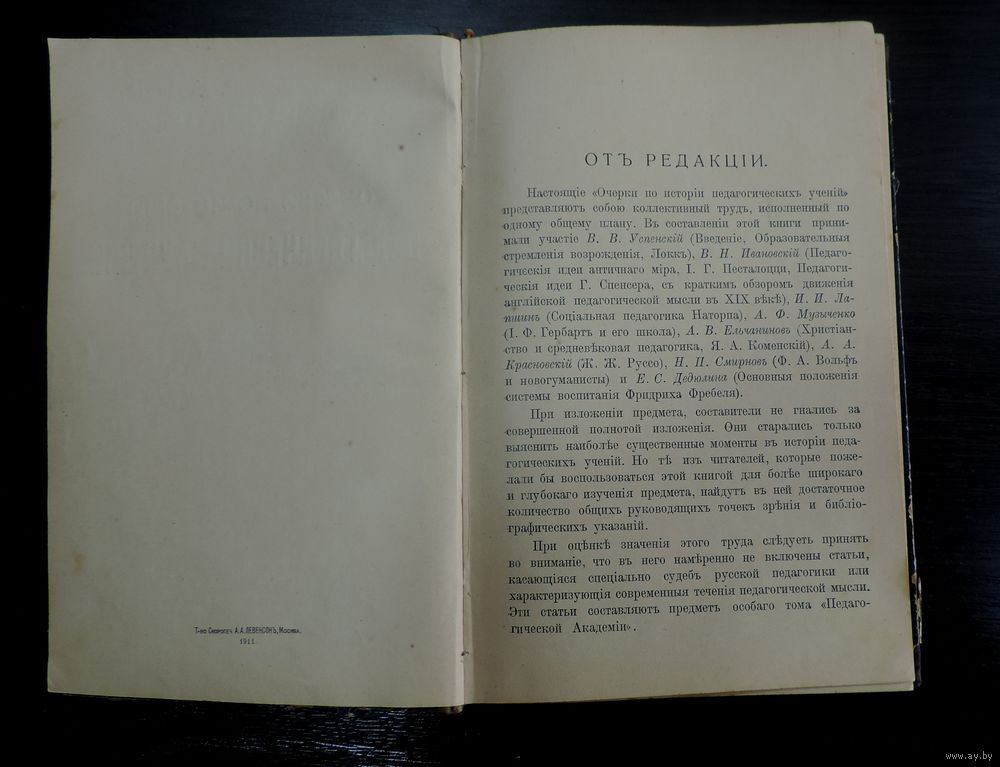 Т-во Скоропеч. А. А. ЛЕВЕНСОНЪ, Москва.
1911
ОТЪ РЕДАКЦІИ.
Настоящіе «Очерки по исторіи педагогическихъ ученій»
представляютъ собою коллективный трудъ, исполненный по
одному общему плану. Въ составленіи этой книги прини-
мали участіе В. В. Успенскій (Введеніе, Образовательныя
стремленія возрожденія, Локкъ), В. Н. Ивановскій (Педаго-
гическія идеи античнаго міра, І. Г. Песталоцци, Педагоги-
ческія идеи Г. Спенсера, съ краткимъ обзоромъ движенія
англійской педагогической мысли въ XIX вѣкѣ), И. И. Ла-
пшинъ (Соціальная педагогика Наторпа), А. Ф. Музыченко
(І. Ф. Гербартъ и его школа), А. В. Ельчаниновъ (Христіан-
ство и средневѣковая педагогика, Я. А. Коменскій), А. А.
Красновскій (Ж. Ж. Руссо), Н. П. Смирновъ (Ф. А. Вольфъ
и новогуманисты) и Е. С. Дедюлина (Основныя положенія
системы воспитанія Фридриха Фребеля).
При изложеніи предмета, составители не гнались за
совершенной полнотой изложенія. Они старались только
выяснить наиболѣе существенные моменты въ исторіи педа-
гогическихъ ученій. Но тѣ изъ читателей, которые поже-
лали бы воспользоваться этой книгой для болѣе широкаго
и глубокаго изученія предмета, найдутъ въ ней достаточное
количество общихъ руководящихъ точекъ зрѣнія и библіо-
графическихъ указаній.
При оцѣнкѣ значенія этого труда слѣдуетъ принять
во вниманіе, что въ него намѣренно не включены статьи,
касающіяся спеціально судебъ русской педагогики или
характеризующія современныя теченія педагогической мысли.
Эти статьи составляютъ предметъ особаго тома «Педаго-
гической Академіи».
www.ay.by